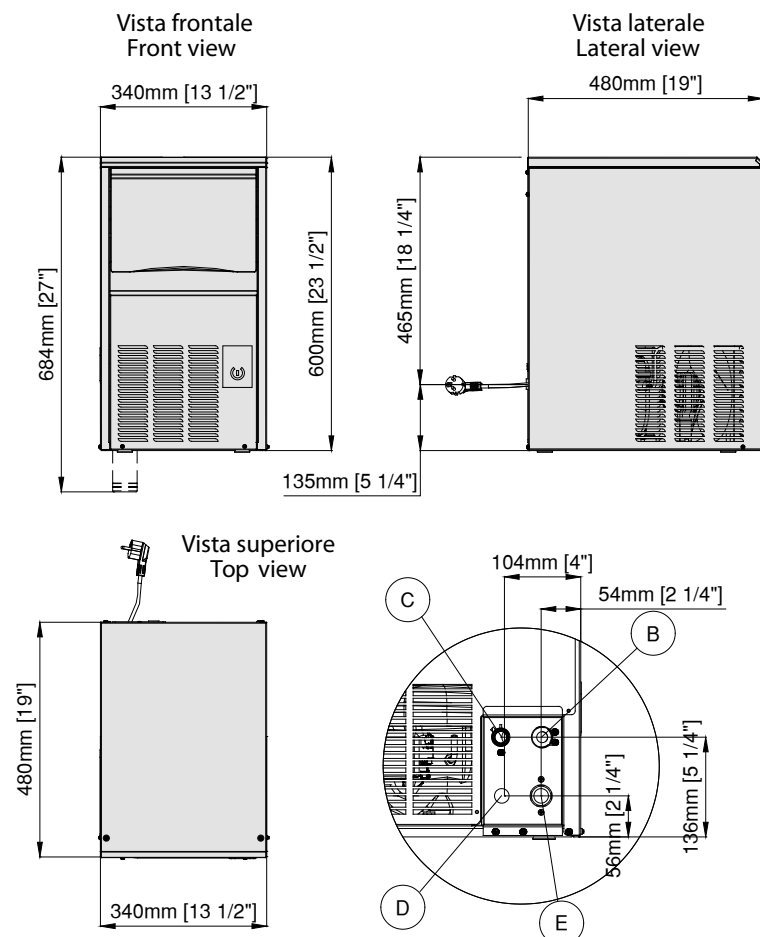 Vista frontale
Front view
Vista laterale
Lateral view
340mm [13 1/2"]
480mm [19"]
684mm [27"]
600mm [23 1/2"]
465mm [18 1/4"]
135mm [5 1/4"]
Vista superiore
Top view
480mm [19"]
340mm [13 1/2"]
104mm [4"]
54mm [2 1/4"]
C
B
136mm [5 1/4"]
56mm [2 1/4"]
D
E